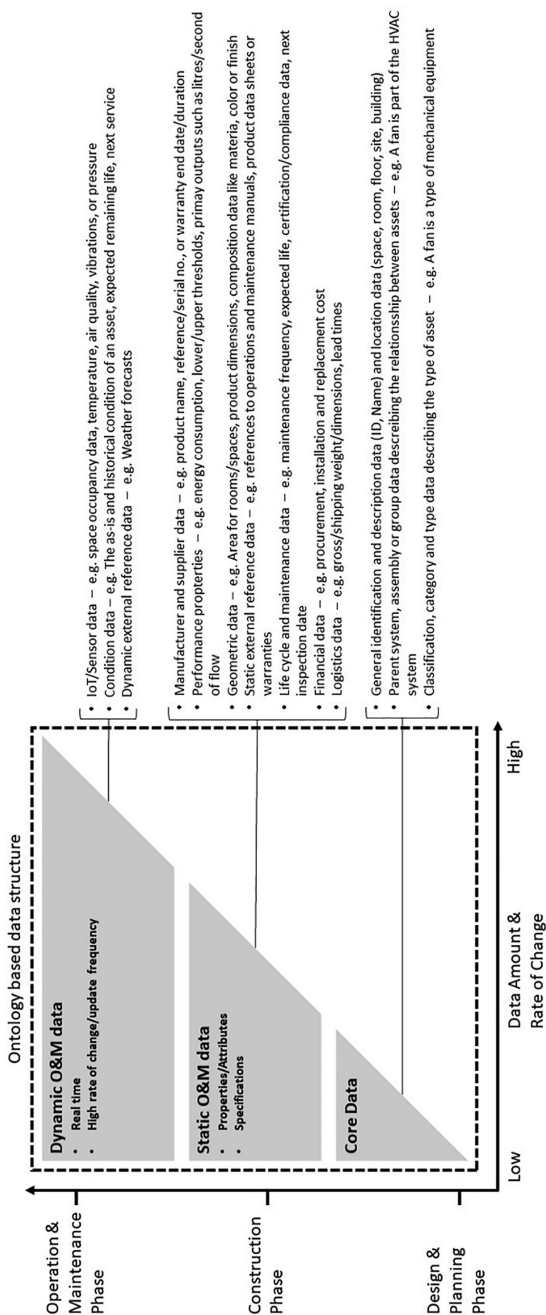 Ontology based data structure
Operation &
Maintenance
Phase
Construction
Phase
Design &
Planning
Phase
Dynamic O&M data
• Real time
• High rate of change/update frequency
Static O&M data
• Properties/Attributes
• Specifications
Core Data
Low
Data Amount &
Rate of Change
High
• IoT/Sensor data – e.g. space occupancy data, temperature, air quality, vibrations, or pressure
• Condition data – e.g. The as-is and historical condition of an asset, expected remaining life, next service
• Dynamic external reference data – e.g. Weather forecasts
• Manufacturer and supplier data – e.g. product name, reference/serial no., or warranty end date/duration
• Performance propterties – e.g. energy consumption, lower/upper thresholds, primay outputs such as litres/second
of flow
• Geometric data – e.g. Area for rooms/spaces, product dimensions, composition data like materia, color or finish
• Static external reference data – e.g. references to operations and maintenance manuals, product data sheets or
warranties
• Life cycle and maintenance data – e.g. maintenance frequency, expected life, certification/compliance data, next
inspection date
• Financial data – e.g. procurement, installation and replacement cost
• Logistics data – e.g. gross/shipping weight/dimensions, lead times
• General identification and description data (ID, Name) and location data (space, room, floor, site, building)
• Parent system, assembly or group data descreibing the relationsship between assets – e.g. A fan is part of the HVAC
system
• Classification, category and type data describing the type of asset – e.g. A fan is a type of mechanical equipment